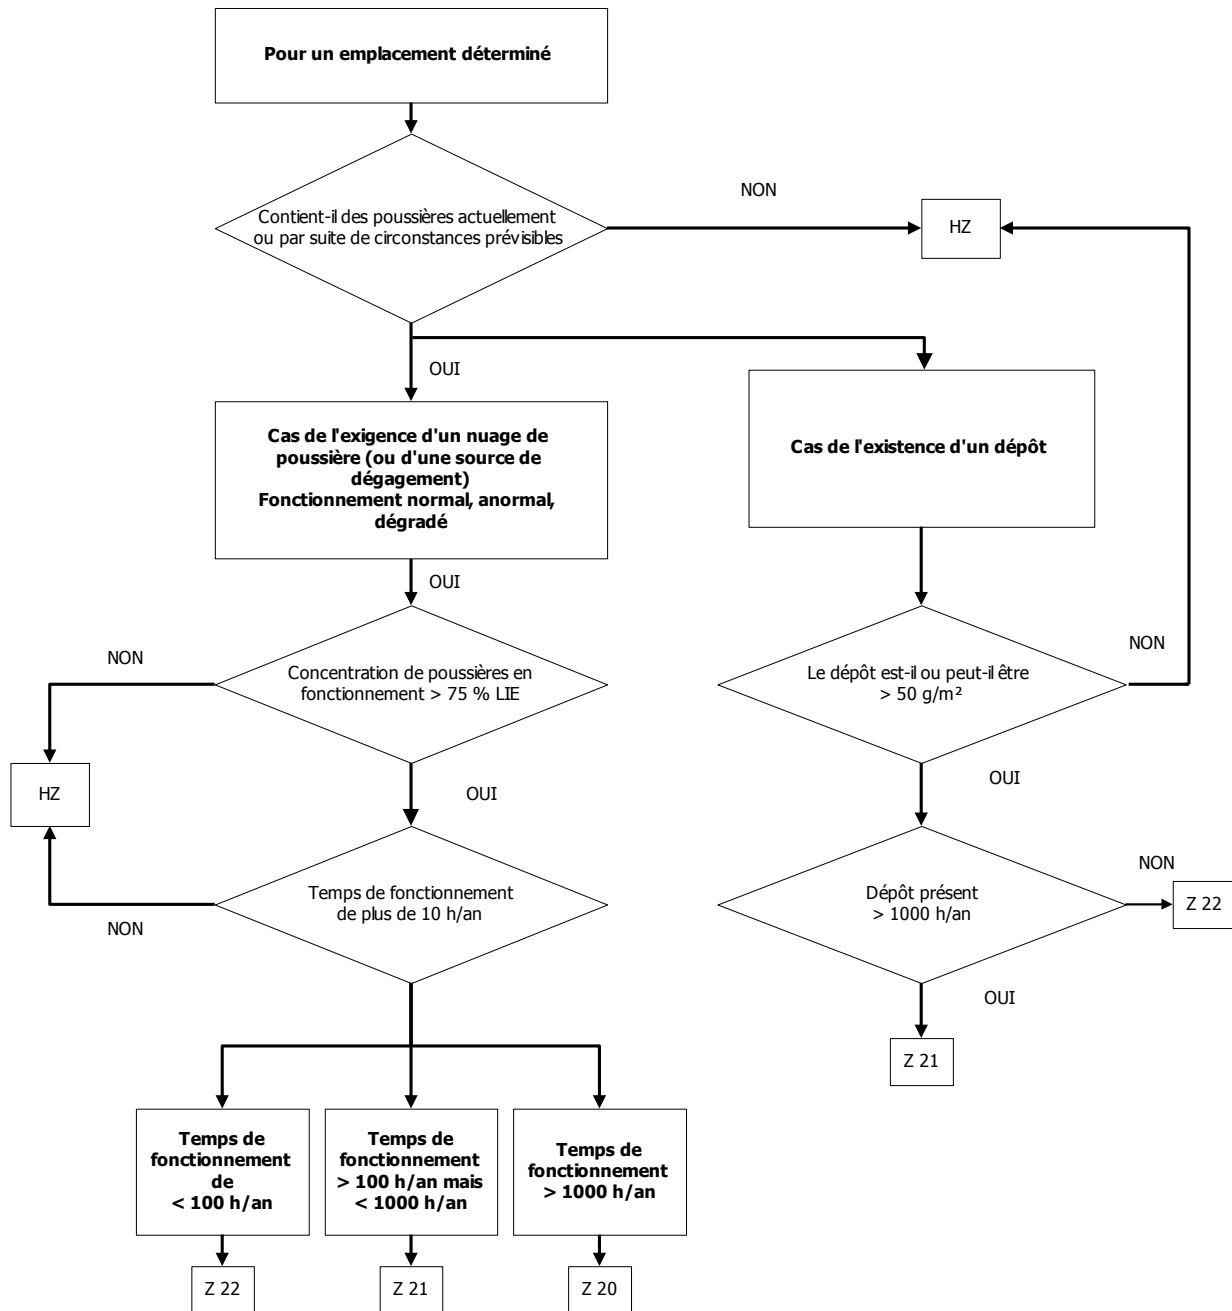 Pour un emplacement déterminé
NON
Contient-il des poussières actuellement
ou par suite de circonstances prévisibles
HZ
OUI
Cas de l'exigence d'un nuage de
poussière (ou d'une source de
dégagement)
Fonctionnement normal, anormal,
dégradé
Cas de l'existence d'un dépôt
OUI
NON
Concentration de poussières en
fonctionnement > 75 % LIE
NON
Le dépôt est-il ou peut-il être
> 50 g/m²
HZ
OUI
OUI
Temps de fonctionnement
de plus de 10 h/an
NON
Dépôt présent
> 1000 h/an
NON
Z 22
OUI
Z 21
Temps de
fonctionnement
de
< 100 h/an
Temps de
fonctionnement
> 100 h/an mais
< 1000 h/an
Temps de
fonctionnement
> 1000 h/an
Z 22
Z 21
Z 20